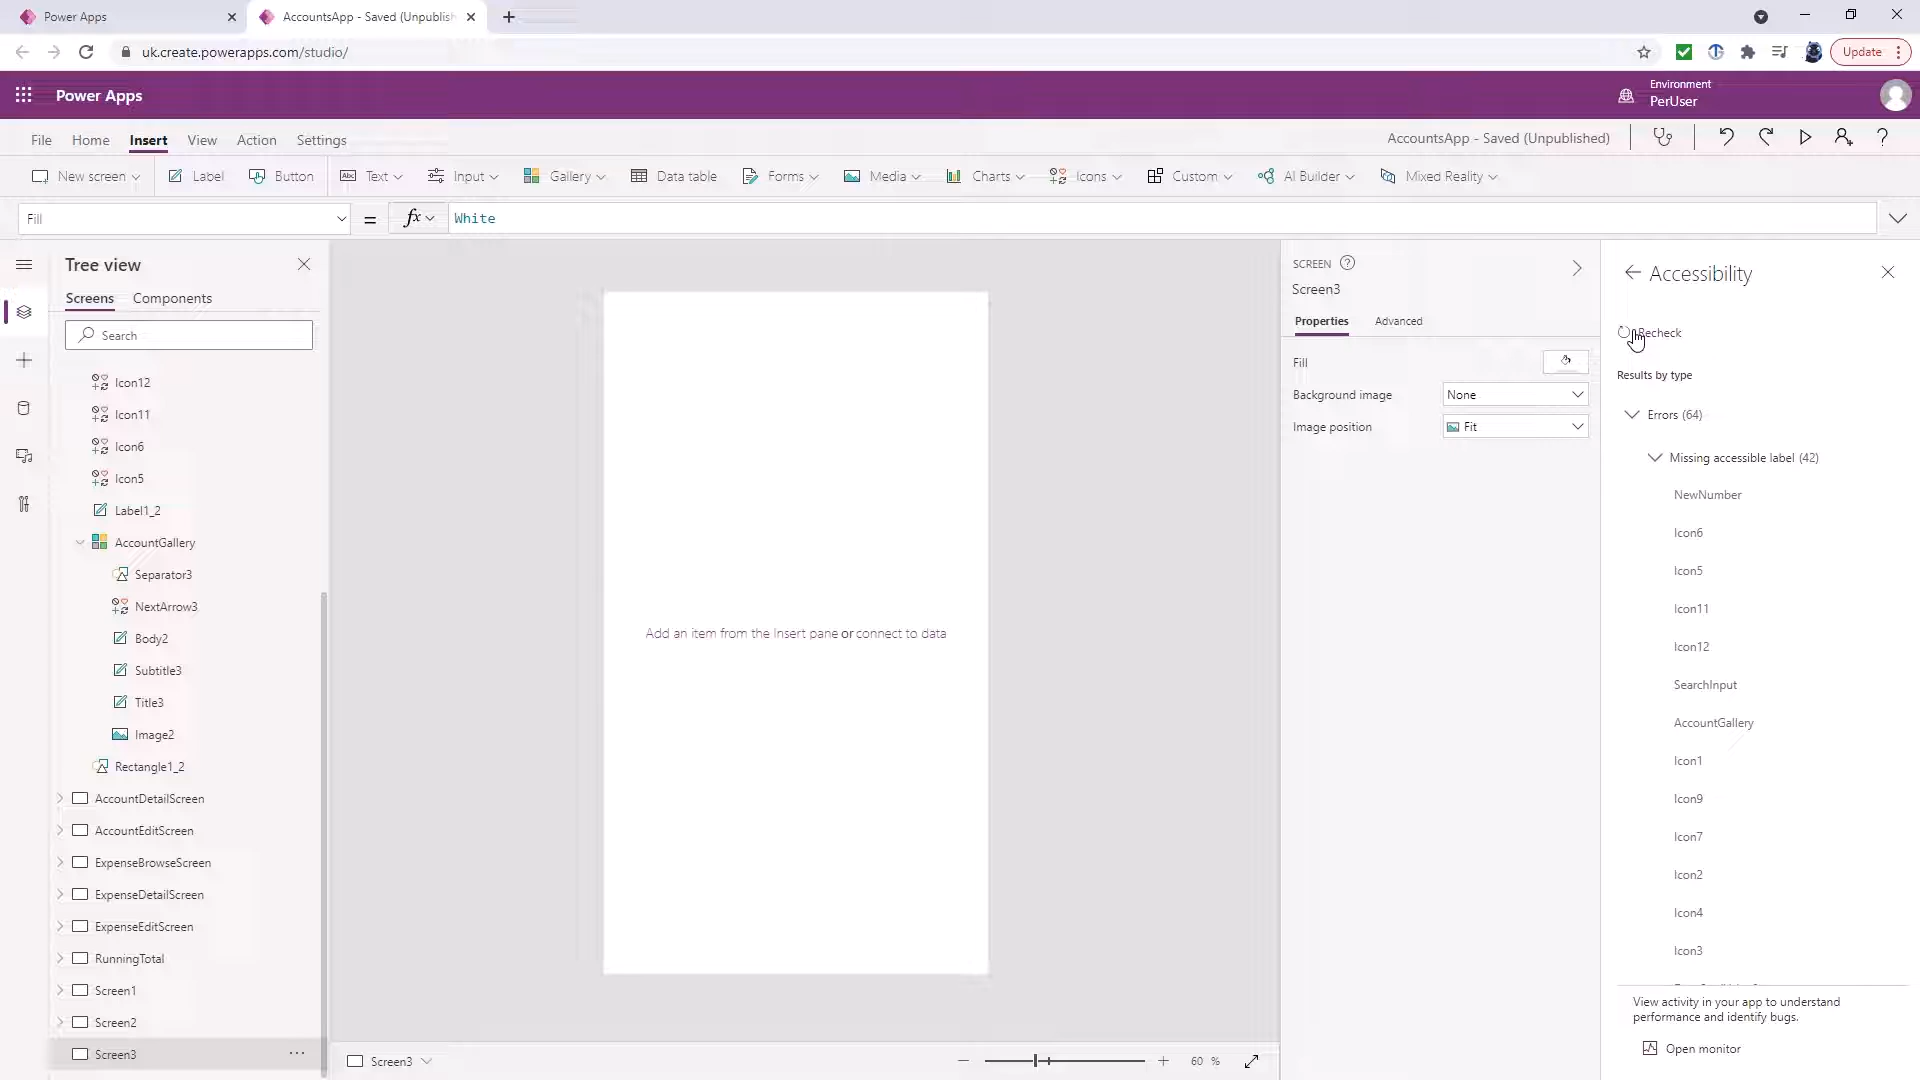 Power Apps
AccountsApp - Saved (Unpublish
uk.create.powerapps.com/studio/
Update
Power Apps
Environment
PerUser
File
Home
Insert
View
Action
Settings
AccountsApp - Saved (Unpublished)
New screen
Label
Button
Text
Input
Gallery
Data table
Forms
Media
Charts
Icons
Custom
AI Builder
Mixed Reality
Fill
=
fx
White
Tree view
Screens
Components
Search
Icon12
Icon11
Icon6
Icon5
Label1_2
AccountGallery
Separator3
NextArrow3
Body2
Subtitle3
Title3
Image2
Rectangle1_2
AccountDetailScreen
AccountEditScreen
ExpenseBrowseScreen
ExpenseDetailScreen
ExpenseEditScreen
RunningTotal
Screen1
Screen2
Screen3
Add an item from the Insert pane or connect to data
Screen3
60 %
SCREEN
Screen3
Properties
Advanced
Fill
Background image
None
Image position
Fit
Accessibility
Recheck
Results by type
Errors (64)
Missing accessible label (42)
NewNumber
Icon6
Icon5
Icon11
Icon12
SearchInput
AccountGallery
Icon1
Icon9
Icon7
Icon2
Icon4
Icon3
View activity in your app to understand
performance and identify bugs.
Open monitor